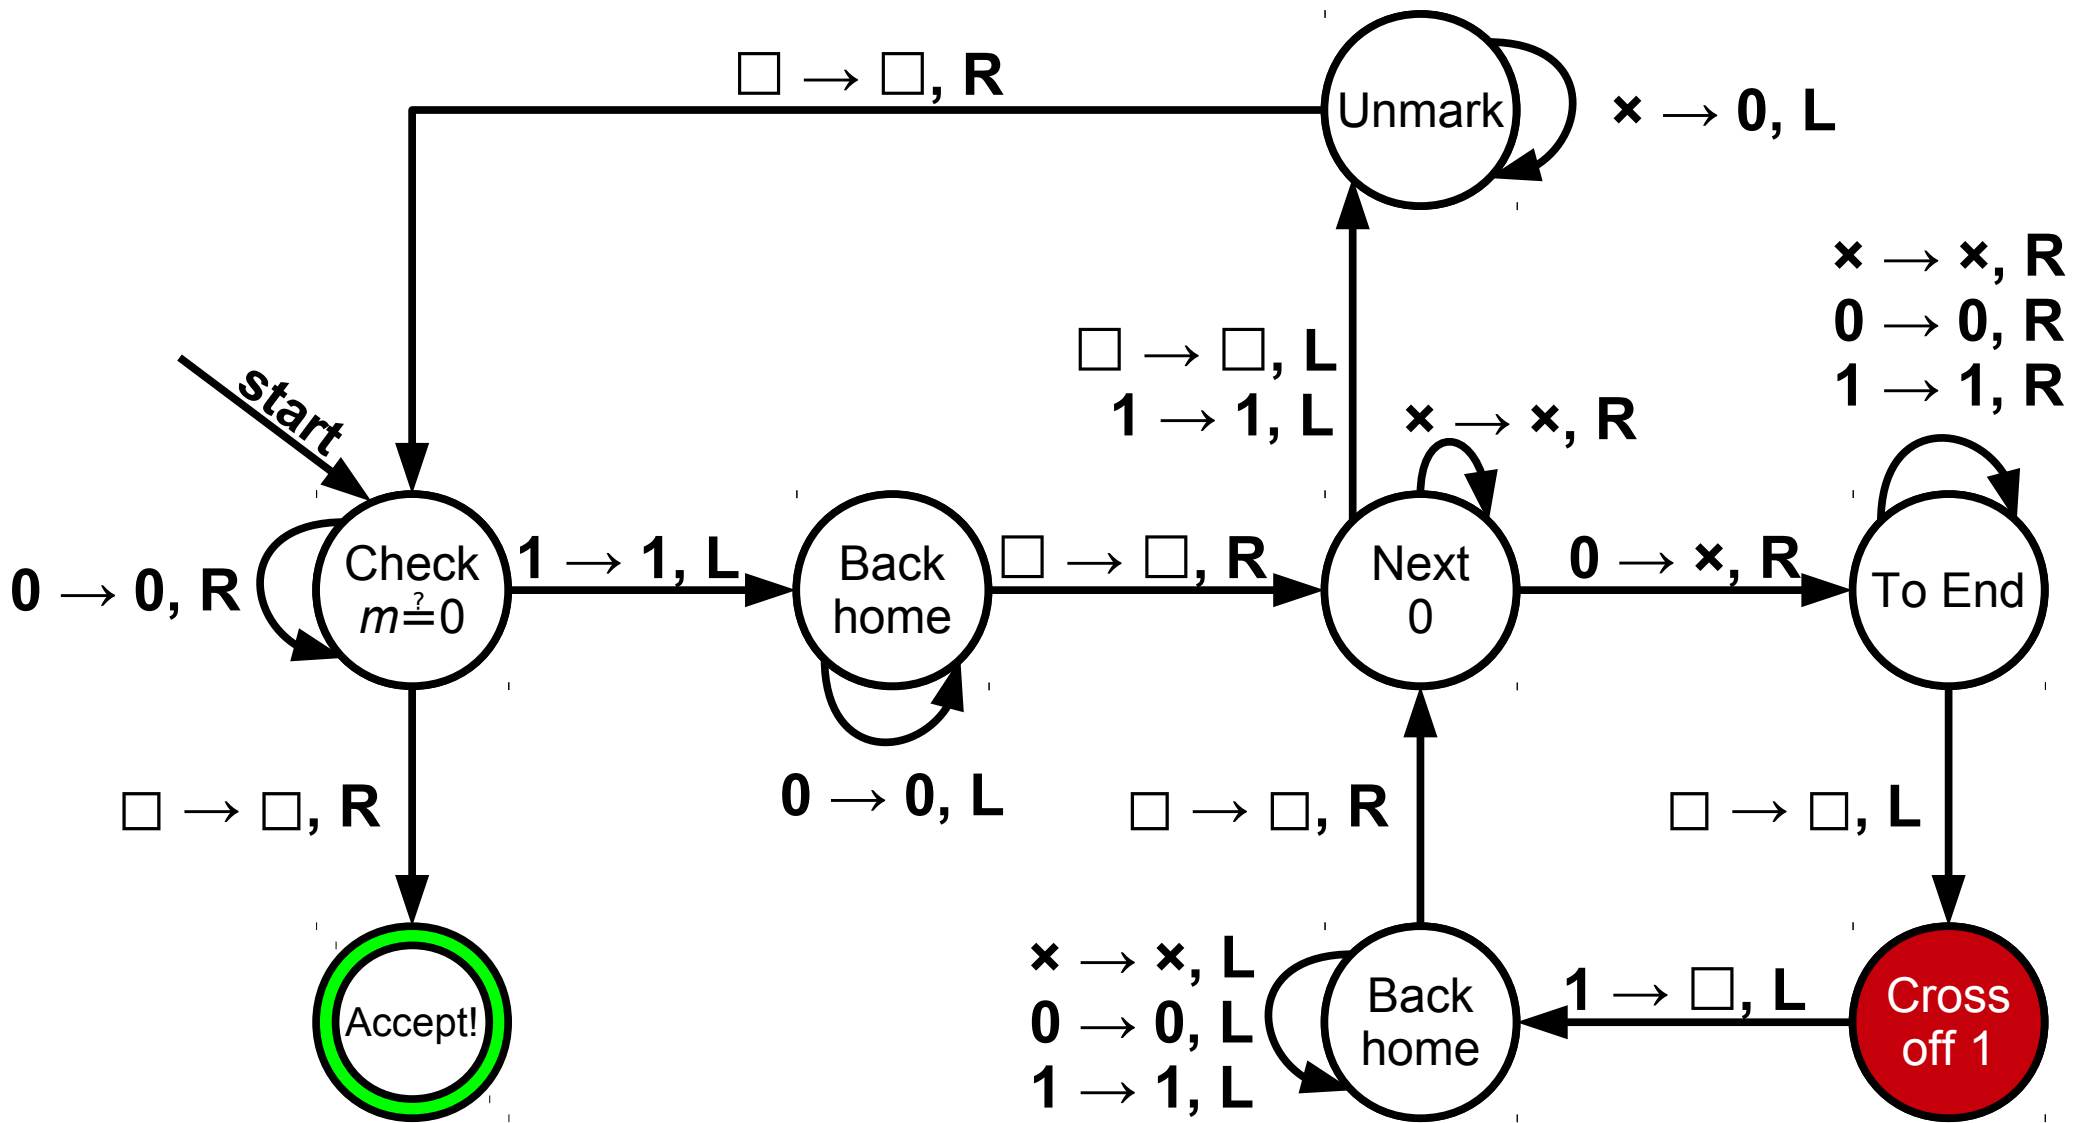 □ → □, R
Unmark
× → 0, L
× → ×, R
0 → 0, R
1 → 1, R
□ → □, L
1 → 1, L
× → ×, R
start
0 → 0, R
Check
m≟0
1 → 1, L
Back
home
□ → □, R
Next
0
0 → ×, R
To End
0 → 0, L
□ → □, R
□ → □, R
□ → □, L
Accept!
× → ×, L
0 → 0, L
1 → 1, L
Back
home
1 → □, L
Cross
off 1